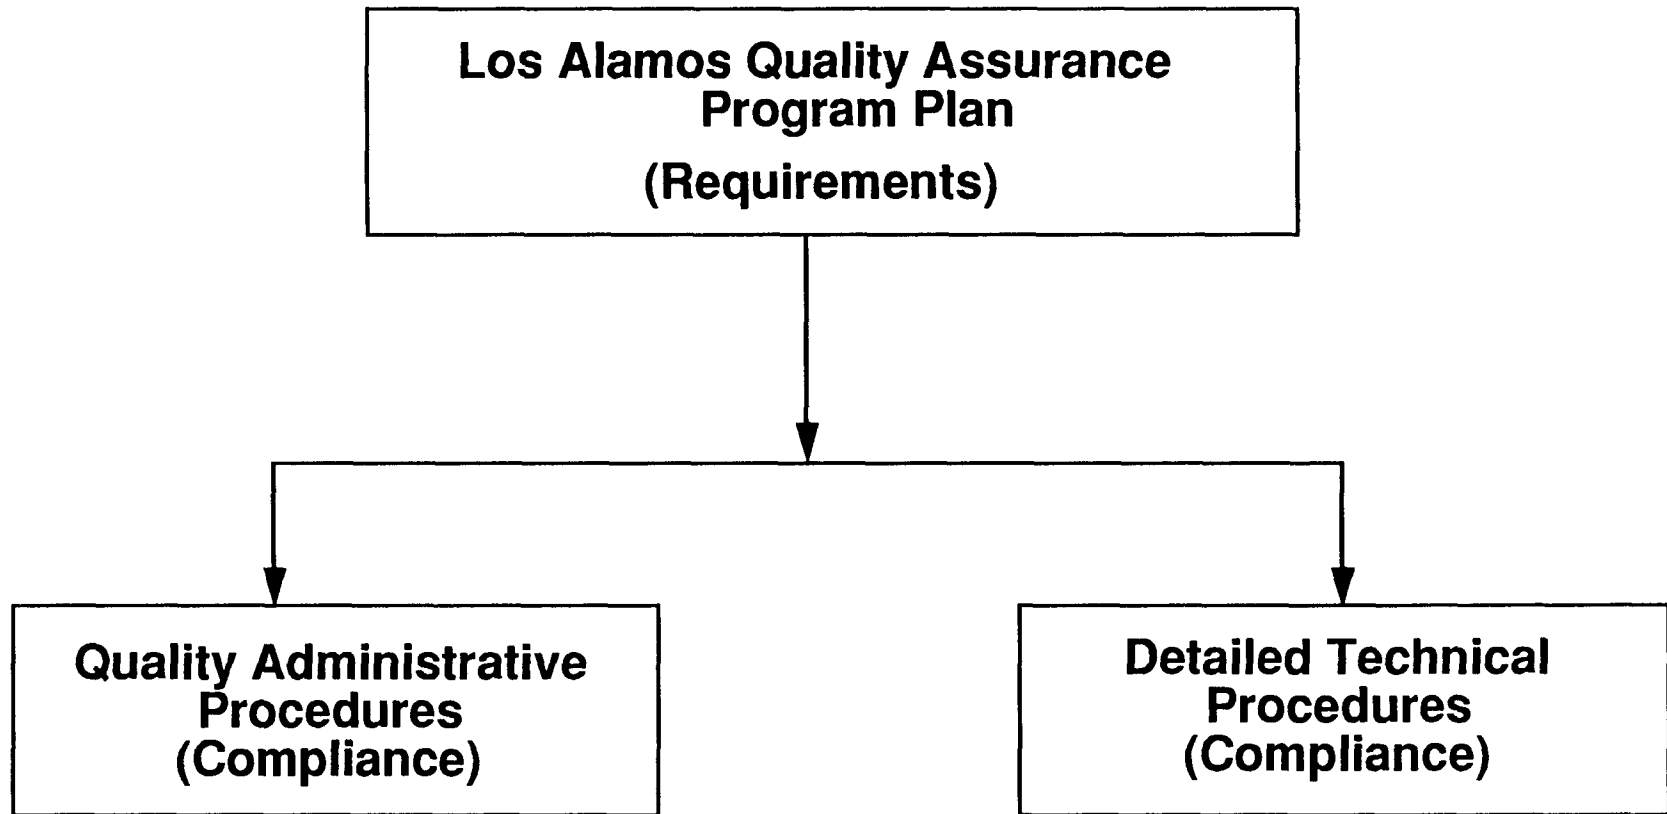 Los Alamos Quality Assurance
Program Plan
(Requirements)
Quality Administrative
Procedures
(Compliance)
Detailed Technical
Procedures
(Compliance)